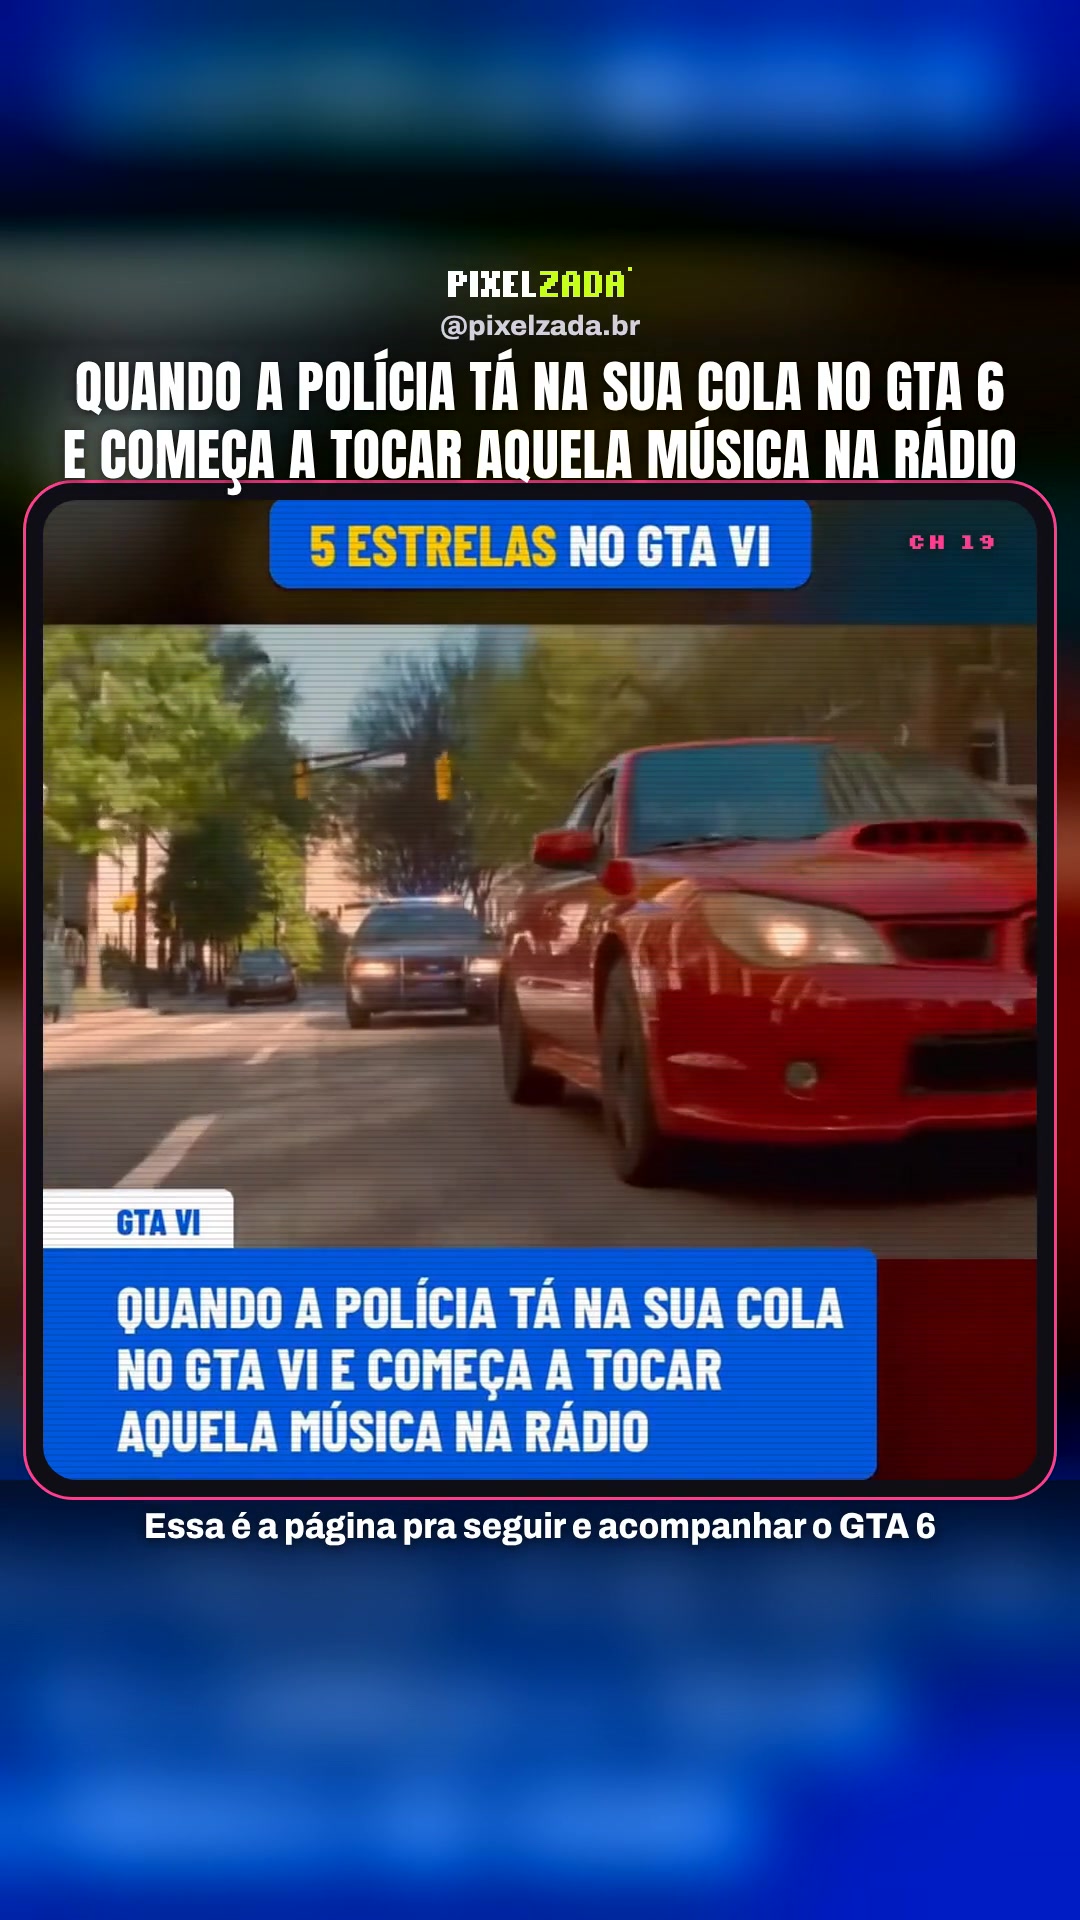 PIXELZADA
@pixelzada.br
QUANDO A POLÍCIA TÁ NA SUA COLA NO GTA 6
E COMEÇA A TOCAR AQUELA MÚSICA NA RÁDIO
5 ESTRELAS NO GTA VI
CH 19
GTA VI
QUANDO A POLÍCIA TÁ NA SUA COLA
NO GTA VI E COMEÇA A TOCAR
AQUELA MÚSICA NA RÁDIO
Essa é a página pra seguir e acompanhar o GTA 6